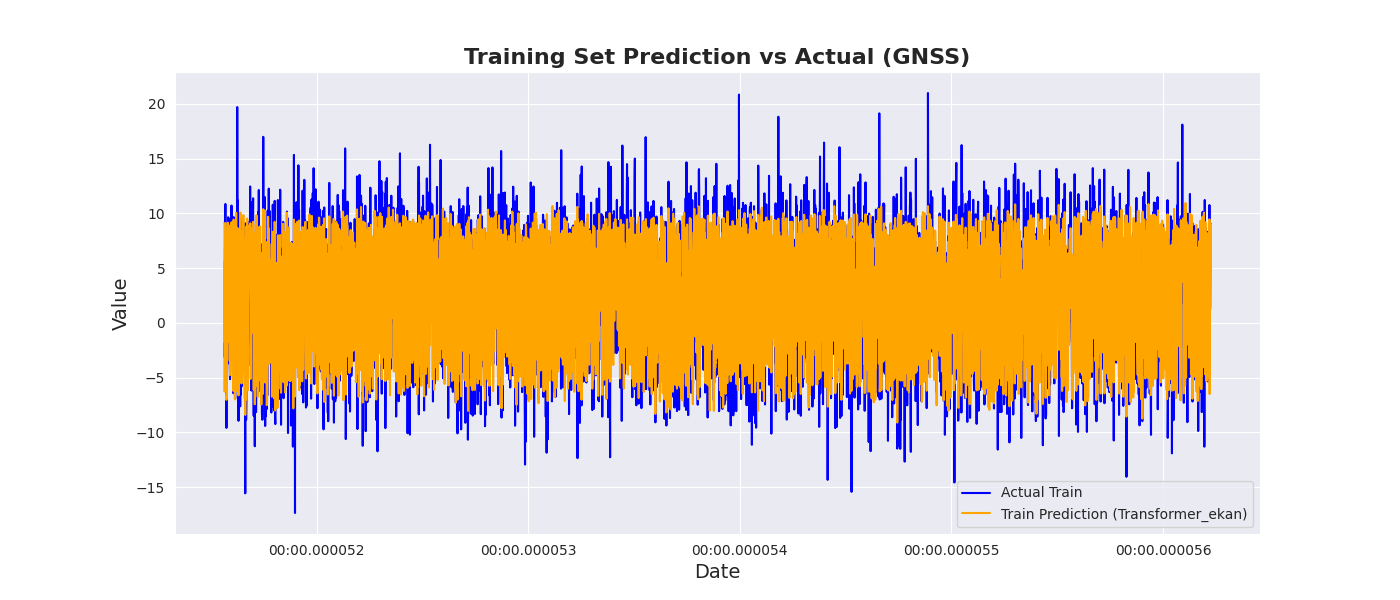 Training Set Prediction vs Actual (GNSS)
20
15
10
5
0
−5
−10
−15
Value
00:00.000052 00:00.000053 00:00.000054 00:00.000055 00:00.000056
Date
Actual Train
Train Prediction (Transformer_ekan)